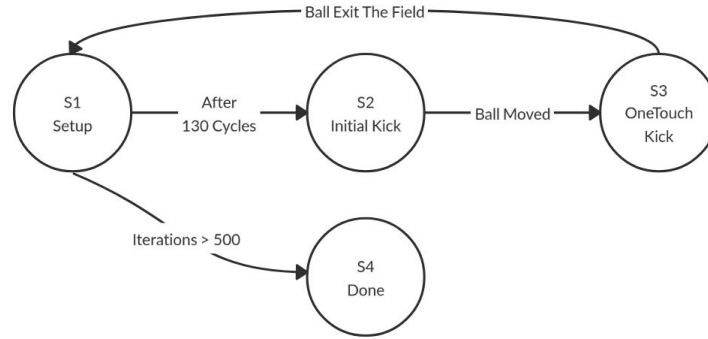 Ball Exit The Field
S1
Setup
After
130 Cycles
S2
Initial Kick
Ball Moved
S3
OneTouch
Kick
Iterations > 500
S4
Done